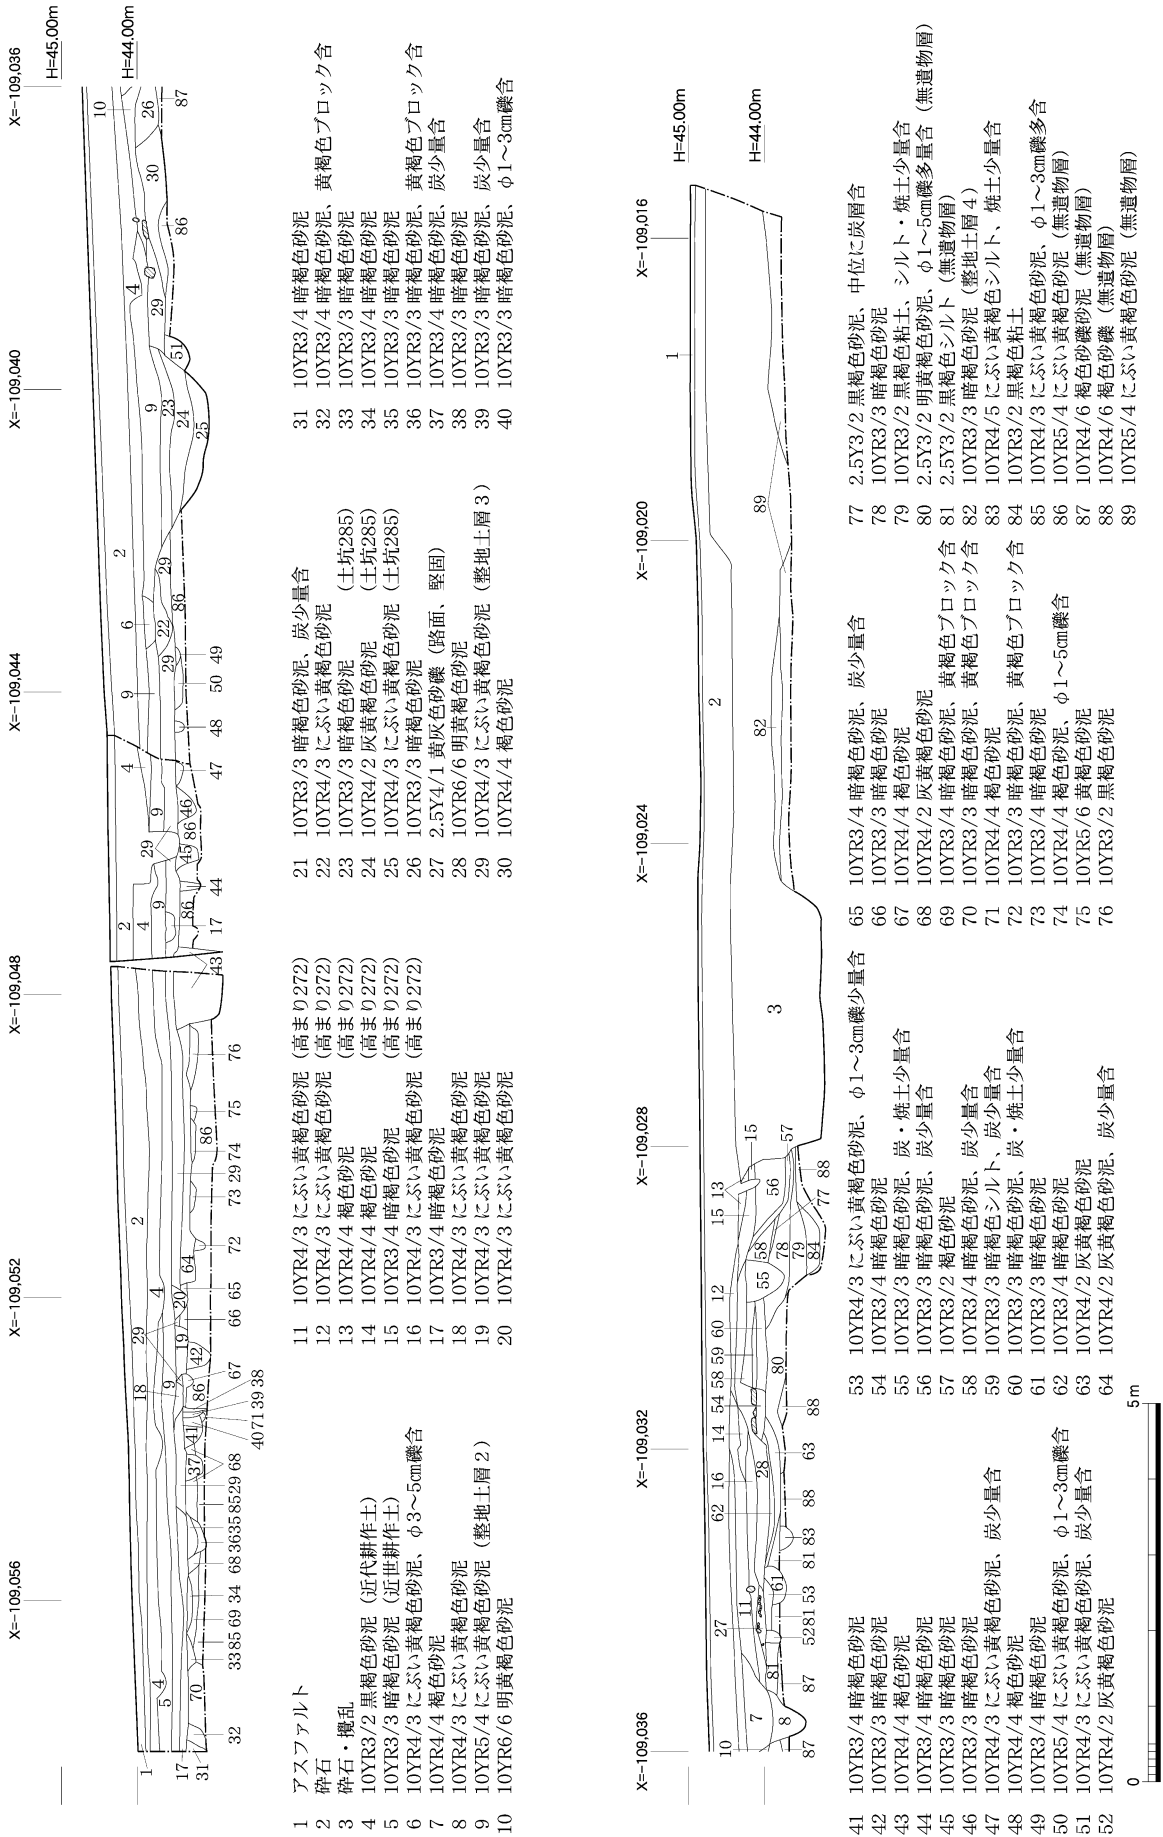 X=-109,056
X=-109,052
X=-109,048
X=-109,044
X=-109,040
X=-109,036
H=45.00m
H=44.00m
1 アスファルト
2 砕石
3 砕石・攪乱
4 10YR3/2 黒褐色砂泥（近代耕作土）
5 10YR3/3 暗褐色砂泥（近世耕作土）
6 10YR4/3 にぶい黄褐色砂泥、φ3～5㎝礫含
7 10YR4/4 褐色砂泥
8 10YR4/3 にぶい黄褐色砂泥
9 10YR5/4 にぶい黄褐色砂泥（整地土層２）
10 10YR6/6 明黄褐色砂泥
11 10YR4/3 にぶい黄褐色砂泥（高まり272）
12 10YR4/3 にぶい黄褐色砂泥（高まり272）
13 10YR4/4 褐色砂泥（高まり272）
14 10YR4/4 褐色砂泥（高まり272）
15 10YR3/4 暗褐色砂泥（高まり272）
16 10YR4/3 にぶい黄褐色砂泥（高まり272）
17 10YR3/4 暗褐色砂泥
18 10YR4/3 にぶい黄褐色砂泥
19 10YR4/3 にぶい黄褐色砂泥
20 10YR4/3 にぶい黄褐色砂泥
21 10YR3/3 暗褐色砂泥、炭少量含
22 10YR4/3 にぶい黄褐色砂泥
23 10YR3/3 暗褐色砂泥（土坑285）
24 10YR4/2 灰黄褐色砂泥（土坑285）
25 10YR4/3 にぶい黄褐色砂泥（土坑285）
26 10YR3/3 暗褐色砂泥
27 2.5Y4/1 黄灰色砂礫（路面、堅固）
28 10YR6/6 明黄褐色砂泥
29 10YR4/3 にぶい黄褐色砂泥（整地土層３）
30 10YR4/4 褐色砂泥
31 10YR3/4 暗褐色砂泥
32 10YR3/4 暗褐色砂泥、黄褐色ブロック含
33 10YR3/3 暗褐色砂泥
34 10YR3/4 暗褐色砂泥
35 10YR3/3 暗褐色砂泥
36 10YR3/3 暗褐色砂泥、黄褐色ブロック含
37 10YR3/4 暗褐色砂泥、炭少量含
38 10YR3/3 暗褐色砂泥
39 10YR3/3 暗褐色砂泥、炭少量含
40 10YR3/3 暗褐色砂泥、φ1～3㎝礫含
X=-109,036
X=-109,032
X=-109,028
X=-109,024
X=-109,020
X=-109,016
H=45.00m
H=44.00m
41 10YR3/4 暗褐色砂泥
42 10YR3/3 暗褐色砂泥
43 10YR4/4 褐色砂泥
44 10YR3/4 暗褐色砂泥
45 10YR3/3 暗褐色砂泥
46 10YR3/3 暗褐色砂泥
47 10YR4/3 にぶい黄褐色砂泥、炭少量含
48 10YR4/4 褐色砂泥
49 10YR3/4 暗褐色砂泥
50 10YR5/4 にぶい黄褐色砂泥、φ1～3㎝礫含
51 10YR4/3 にぶい黄褐色砂泥、炭少量含
52 10YR4/2 灰黄褐色砂泥
53 10YR4/3 にぶい黄褐色砂泥、φ1～3㎝礫少量含
54 10YR3/4 暗褐色砂泥
55 10YR3/3 暗褐色砂泥、炭・焼土少量含
56 10YR3/3 暗褐色砂泥、炭少量含
57 10YR3/2 褐色砂泥
58 10YR3/4 暗褐色砂泥、炭少量含
59 10YR3/3 暗褐色シルト、炭少量含
60 10YR3/3 暗褐色砂泥、炭・焼土少量含
61 10YR3/4 暗褐色砂泥
62 10YR3/4 暗褐色砂泥
63 10YR4/2 灰黄褐色砂泥
64 10YR4/2 灰黄褐色砂泥、炭少量含
65 10YR3/4 暗褐色砂泥、炭少量含
66 10YR3/3 暗褐色砂泥
67 10YR4/4 褐色砂泥
68 10YR4/2 灰黄褐色砂泥
69 10YR3/4 暗褐色砂泥、黄褐色ブロック含
70 10YR3/3 暗褐色砂泥、黄褐色ブロック含
71 10YR4/4 褐色砂泥
72 10YR3/3 暗褐色砂泥、黄褐色ブロック含
73 10YR3/4 暗褐色砂泥
74 10YR4/4 褐色砂泥、φ1～5㎝礫含
75 10YR5/6 黄褐色砂泥
76 10YR3/2 黒褐色砂泥
77 2.5Y3/2 黒褐色砂泥、中位に炭層含
78 10YR3/3 暗褐色砂泥
79 10YR3/2 黒褐色粘土、シルト・焼土少量含
80 2.5Y3/2 明黄褐色砂泥、φ1～5㎝礫多量含（無遺物層）
81 2.5Y3/2 黒褐色シルト（無遺物層）
82 10YR3/3 暗褐色砂泥（整地土層４）
83 10YR4/5 にぶい黄褐色シルト、焼土少量含
84 10YR3/2 黒褐色粘土
85 10YR4/3 にぶい黄褐色砂泥、φ1～3㎝礫多含
86 10YR5/4 にぶい黄褐色砂泥（無遺物層）
87 10YR4/6 褐色砂礫砂泥（無遺物層）
88 10YR4/6 褐色砂礫（無遺物層）
89 10YR5/4 にぶい黄褐色砂泥（無遺物層）
0
5m